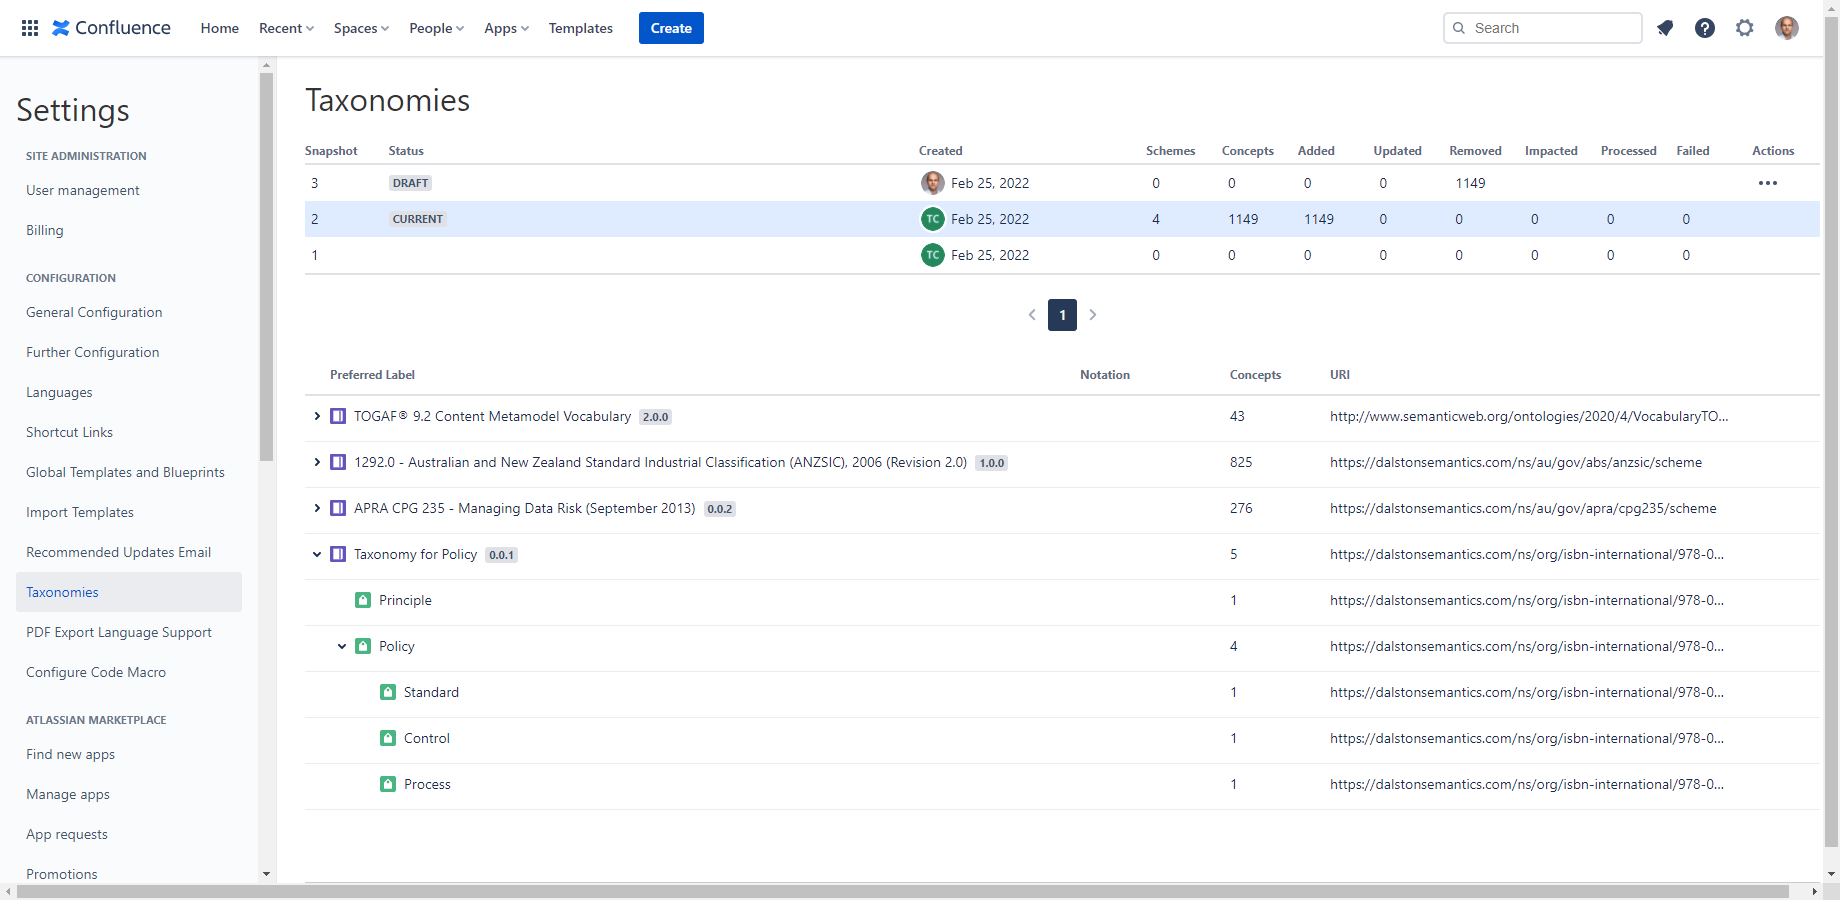 Confluence Home Recent Spaces People Apps Templates Create Search
Settings
SITE ADMINISTRATION
User management
Billing
CONFIGURATION
General Configuration
Further Configuration
Languages
Shortcut Links
Global Templates and Blueprints
Import Templates
Recommended Updates Email
Taxonomies
PDF Export Language Support
Configure Code Macro
ATLASSIAN MARKETPLACE
Find new apps
Manage apps
App requests
Promotions
Taxonomies
Snapshot Status Created Schemes Concepts Added Updated Removed Impacted Processed Failed Actions
3 DRAFT Feb 25, 2022 0 0 0 0 1149
2 CURRENT TC Feb 25, 2022 4 1149 1149 0 0 0 0 0
1 TC Feb 25, 2022 0 0 0 0 0 0 0 0
1
Preferred Label Notation Concepts URI
TOGAF® 9.2 Content Metamodel Vocabulary 2.0.0 43 http://www.semanticweb.org/ontologies/2020/4/VocabularyTO...
1292.0 - Australian and New Zealand Standard Industrial Classification (ANZSIC), 2006 (Revision 2.0) 1.0.0 825 https://dalstonsemantics.com/ns/au/gov/abs/anzsic/scheme
APRA CPG 235 - Managing Data Risk (September 2013) 0.0.2 276 https://dalstonsemantics.com/ns/au/gov/apra/cpg235/scheme
Taxonomy for Policy 0.0.1 5 https://dalstonsemantics.com/ns/org/isbn-international/978-0...
Principle 1 https://dalstonsemantics.com/ns/org/isbn-international/978-0...
Policy 4 https://dalstonsemantics.com/ns/org/isbn-international/978-0...
Standard 1 https://dalstonsemantics.com/ns/org/isbn-international/978-0...
Control 1 https://dalstonsemantics.com/ns/org/isbn-international/978-0...
Process 1 https://dalstonsemantics.com/ns/org/isbn-international/978-0...